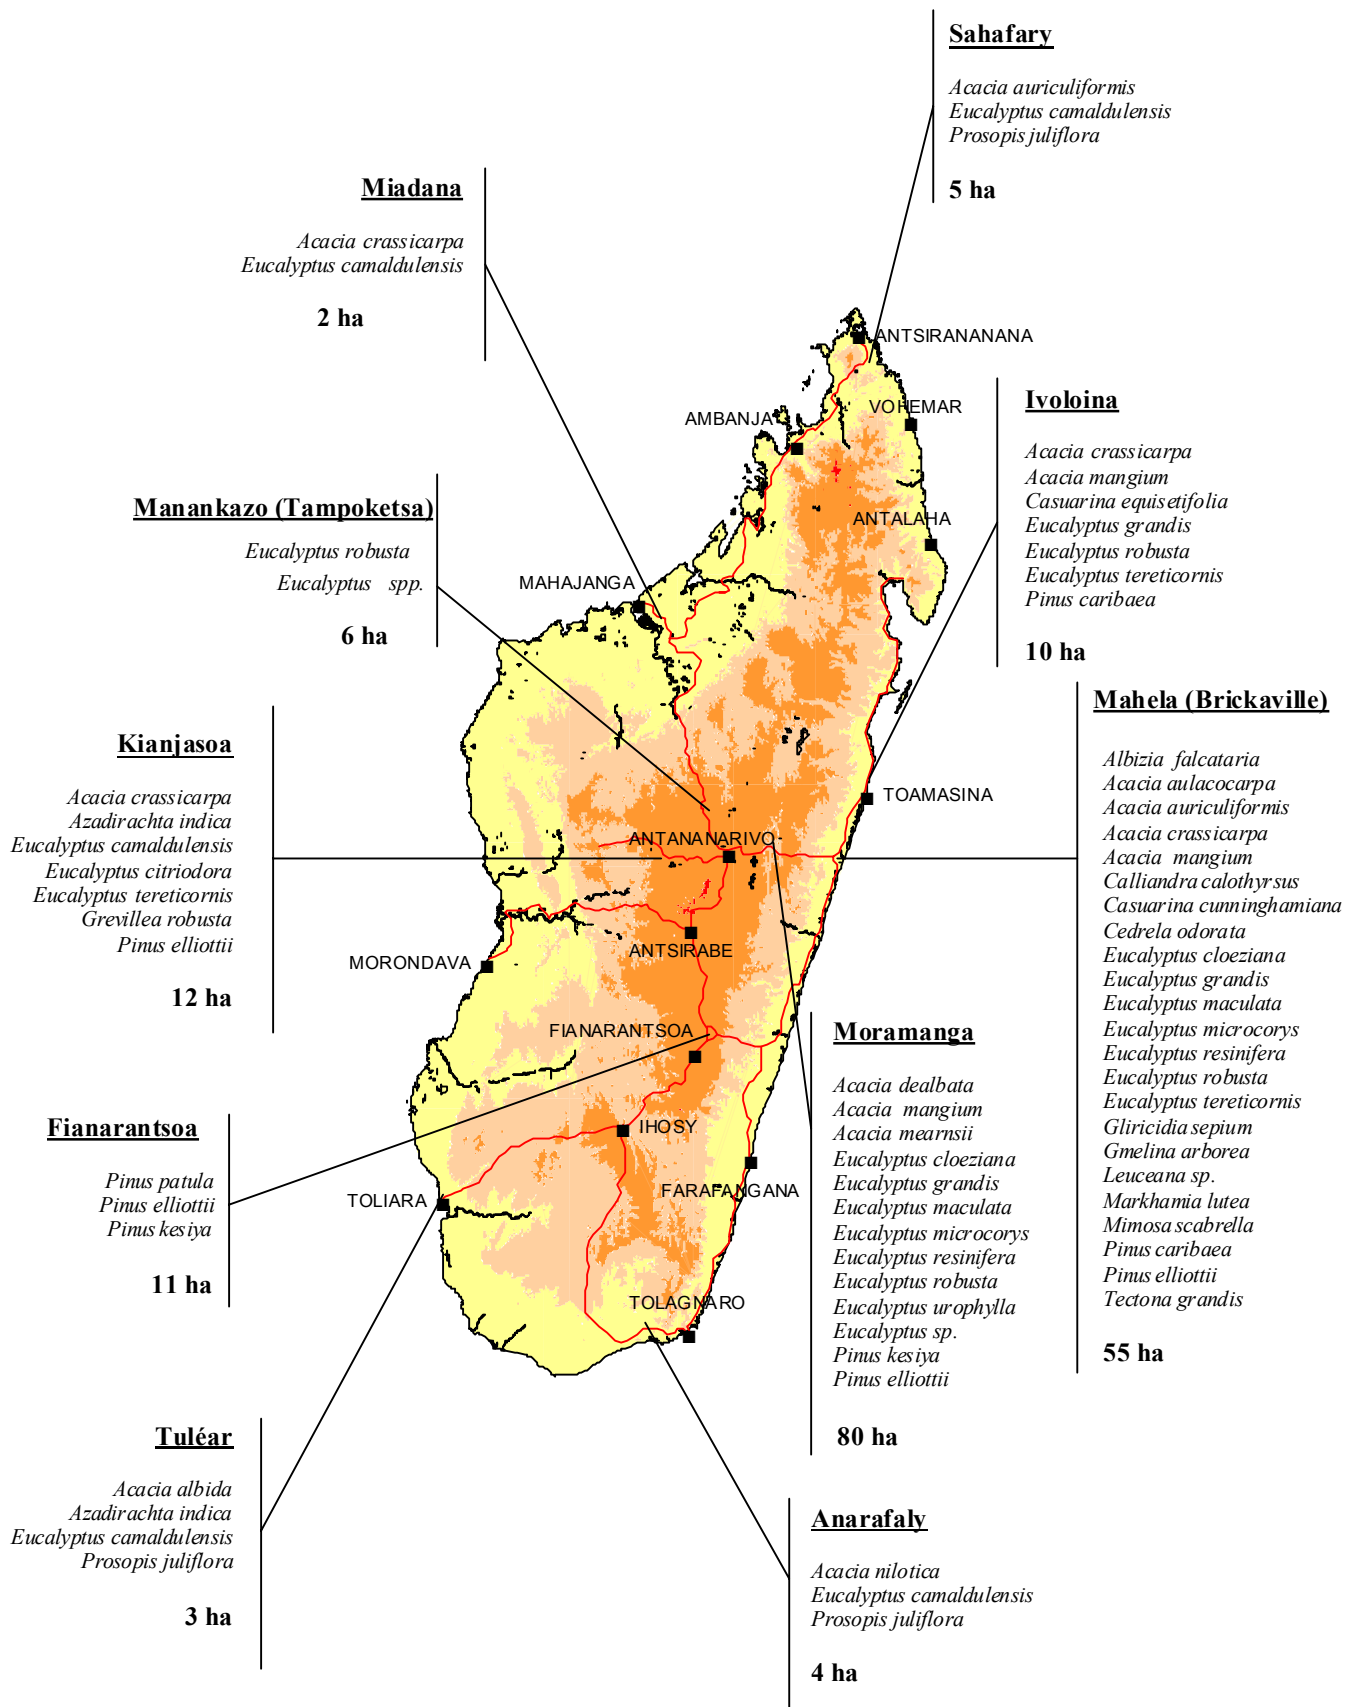 Sahafary
Acacia auriculiformis
Eucalyptus camaldulensis
Prosopis juliflora
5 ha
Miadana
Acacia crassicarpa
Eucalyptus camaldulensis
2 ha
Manankazo (Tampoketsa)
Eucalyptus robusta
Eucalyptus spp.
6 ha
Ivoloina
Acacia crassicarpa
Acacia mangium
Casuarina equisetifolia
Eucalyptus grandis
Eucalyptus robusta
Eucalyptus tereticornis
Pinus caribaea
10 ha
Kianjasoa
Acacia crassicarpa
Azadirachta indica
Eucalyptus camaldulensis
Eucalyptus citriodora
Eucalyptus tereticornis
Grevillea robusta
Pinus elliottii
12 ha
Mahela (Brickaville)
Albizia falcataria
Acacia aulacocarpa
Acacia auriculiformis
Acacia crassicarpa
Acacia mangium
Calliandra calothyrsus
Casuarina cunninghamiana
Cedrela odorata
Eucalyptus cloeziana
Eucalyptus grandis
Eucalyptus maculata
Eucalyptus microcorys
Eucalyptus resinifera
Eucalyptus robusta
Eucalyptus tereticornis
Gliricidia sepium
Gmelina arborea
Leuceana sp.
Markhamia lutea
Mimosa scabrella
Pinus caribaea
Pinus elliottii
Tectona grandis
55 ha
Moramanga
Acacia dealbata
Acacia mangium
Acacia mearnsii
Eucalyptus cloeziana
Eucalyptus grandis
Eucalyptus maculata
Eucalyptus microcorys
Eucalyptus resinifera
Eucalyptus robusta
Eucalyptus urophylla
Eucalyptus sp.
Pinus kesiya
Pinus elliottii
80 ha
Fianarantsoa
Pinus patula
Pinus elliottii
Pinus kesiya
11 ha
Tuléar
Acacia albida
Azadirachta indica
Eucalyptus camaldulensis
Prosopis juliflora
3 ha
Anarafaly
Acacia nilotica
Eucalyptus camaldulensis
Prosopis juliflora
4 ha
ANTSIRANANANA
AMBANJA
VOHEMAR
ANTALAHA
MAHAJANGA
TOAMASINA
ANTANANARIVO
ANTSIRABE
MORONDAVA
FIANARANTSOA
IHOSY
FARAFANGANA
TOLIARA
TOLAGNARO